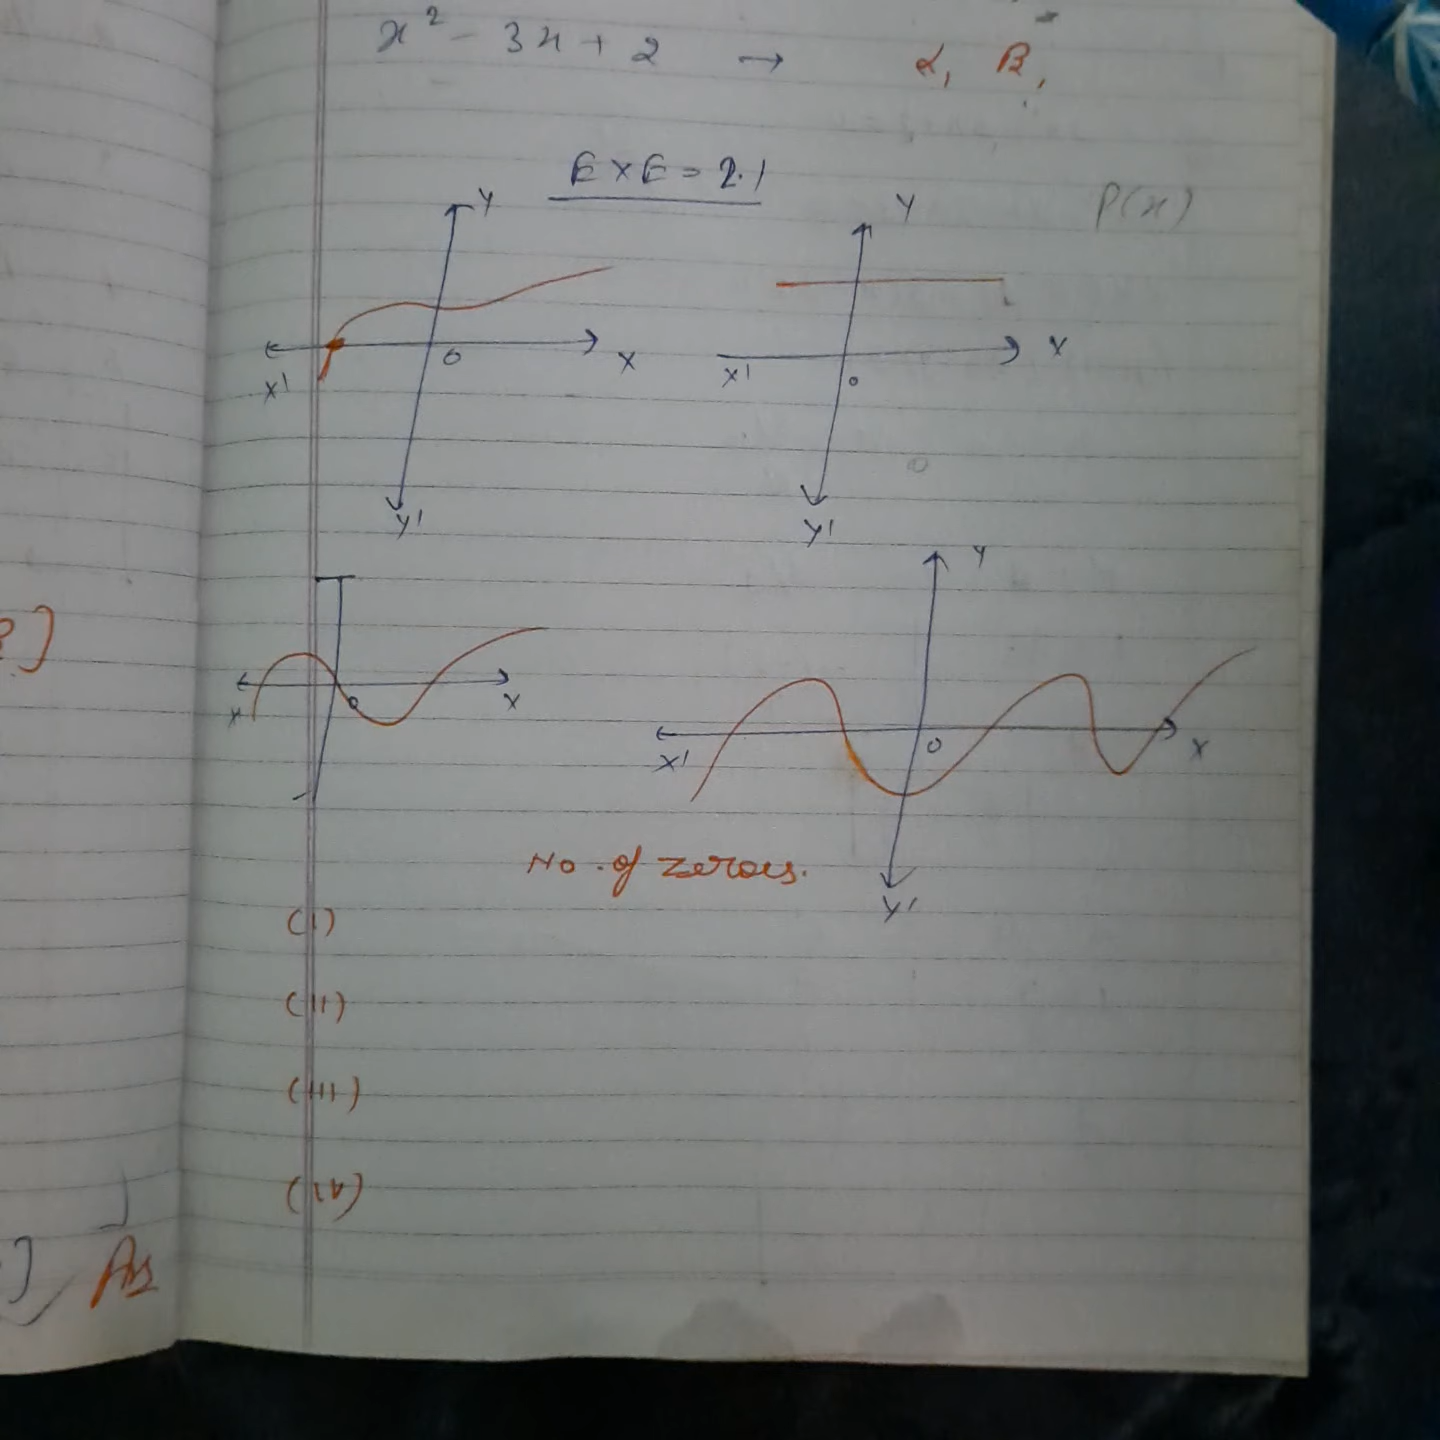 x² - 3x + 2 → α, β,
EXE = 2.1
P(x)
Y Y
X' O X X' O X
Y' Y'
Y
X O X
X' O X
Y'
No. of zeroes.
(i)
(ii)
(iii)
(iv)
Ans